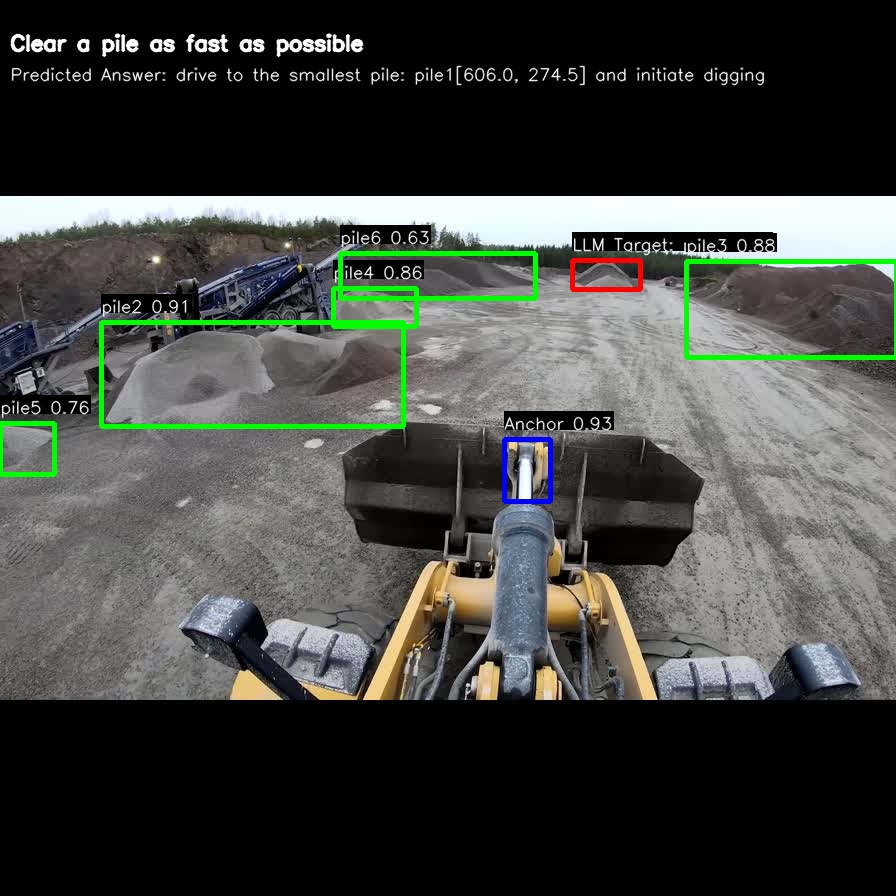 Clear a pile as fast as possible
Predicted Answer: drive to the smallest pile: pile1[606.0, 274.5] and initiate digging
pile6 0.63
LLM Target: pile3 0.88
pile4 0.86
pile2 0.91
pile5 0.76
Anchor 0.93